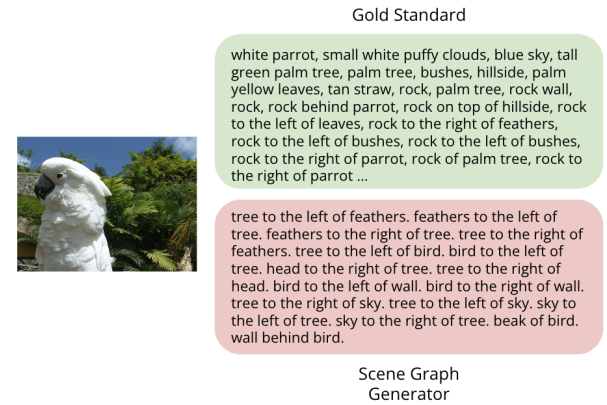 Gold Standard
white parrot, small white puffy clouds, blue sky, tall
green palm tree, palm tree, bushes, hillside, palm
yellow leaves, tan straw, rock, palm tree, rock wall,
rock, rock behind parrot, rock on top of hillside, rock
to the left of leaves, rock to the right of feathers,
rock to the left of bushes, rock to the left of bushes,
rock to the right of parrot, rock of palm tree, rock to
the right of parrot ...
tree to the left of feathers. feathers to the left of
tree. feathers to the right of tree. tree to the right of
feathers. tree to the left of bird. bird to the left of
tree. head to the right of tree. tree to the right of
head. bird to the left of wall. bird to the right of wall.
tree to the right of sky. tree to the left of sky. sky to
the left of tree. sky to the right of tree. beak of bird.
wall behind bird.
Scene Graph
Generator